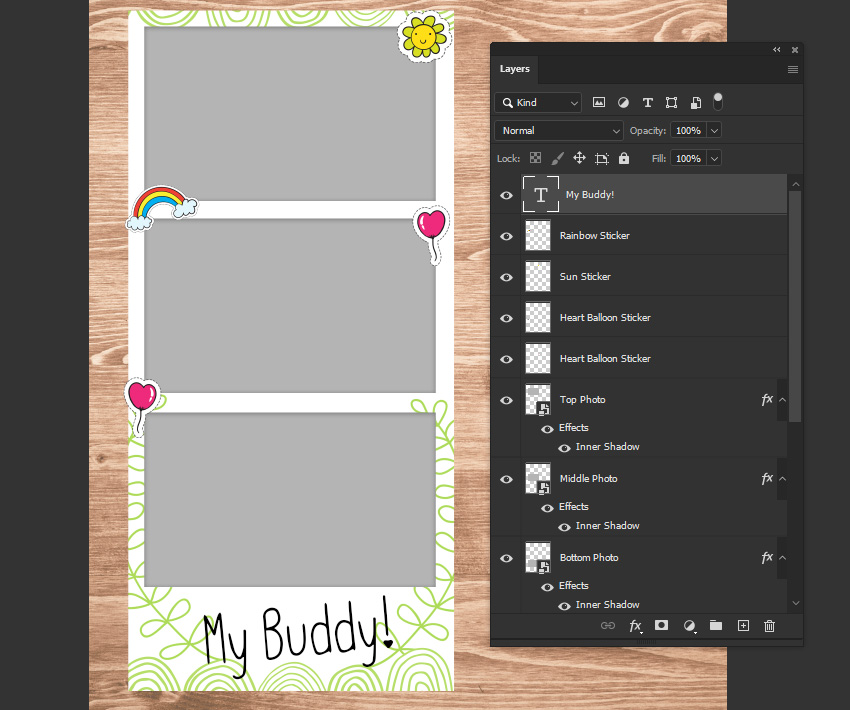 Layers
Kind
Normal
Opacity: 100%
Lock:
Fill: 100%
My Buddy!
Rainbow Sticker
Sun Sticker
Heart Balloon Sticker
Heart Balloon Sticker
Top Photo
fx
Effects
Inner Shadow
Middle Photo
fx
Effects
Inner Shadow
Bottom Photo
fx
Effects
Inner Shadow
fx
My Buddy!